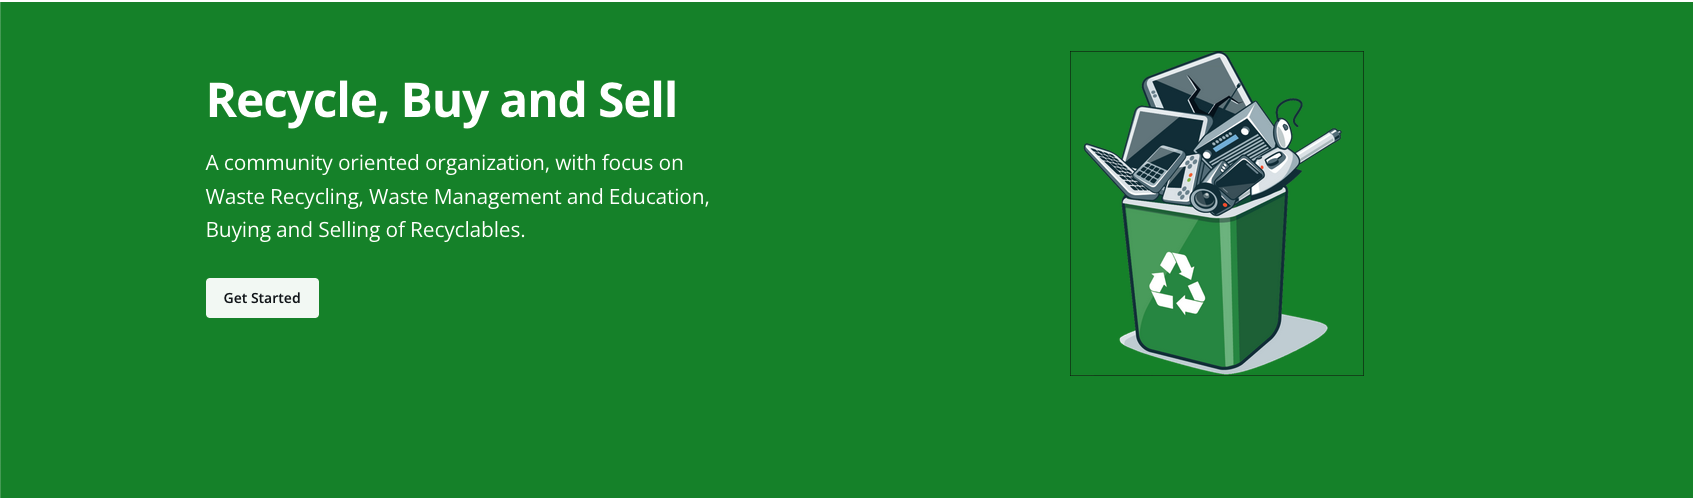 Recycle, Buy and Sell
A community oriented organization, with focus on
Waste Recycling, Waste Management and Education,
Buying and Selling of Recyclables.
Get Started